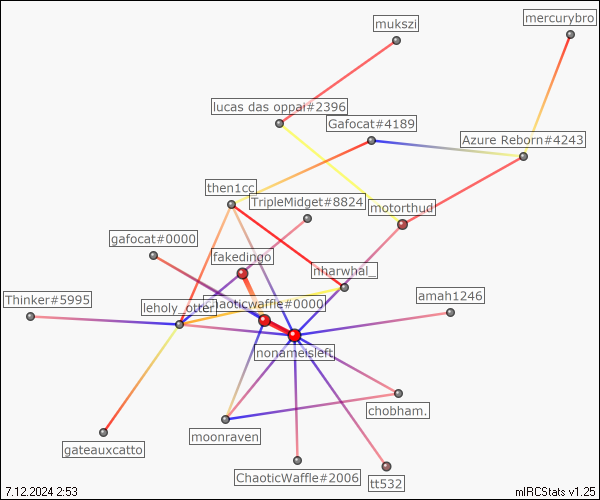 mukszi
mercurybro
lucas das oppai#2396
Gafocat#4189
Azure Reborn#4243
then1cc
TripleMidget#8824
motorthud
gafocat#0000
fakedingo
nharwhal_
Thinker#5995
leholy_otter
chaoticwaffle#0000
amah1246
nonameisleft
chobham.
moonraven
gateauxcatto
ChaoticWaffle#2006
tt532
7.12.2024 2:53
mIRCStats v1.25